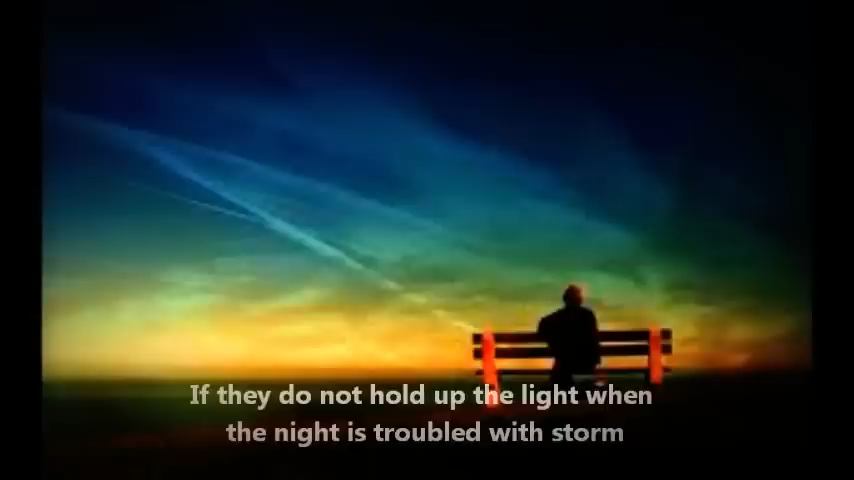 If they do not hold up the light when
the night is troubled with storm